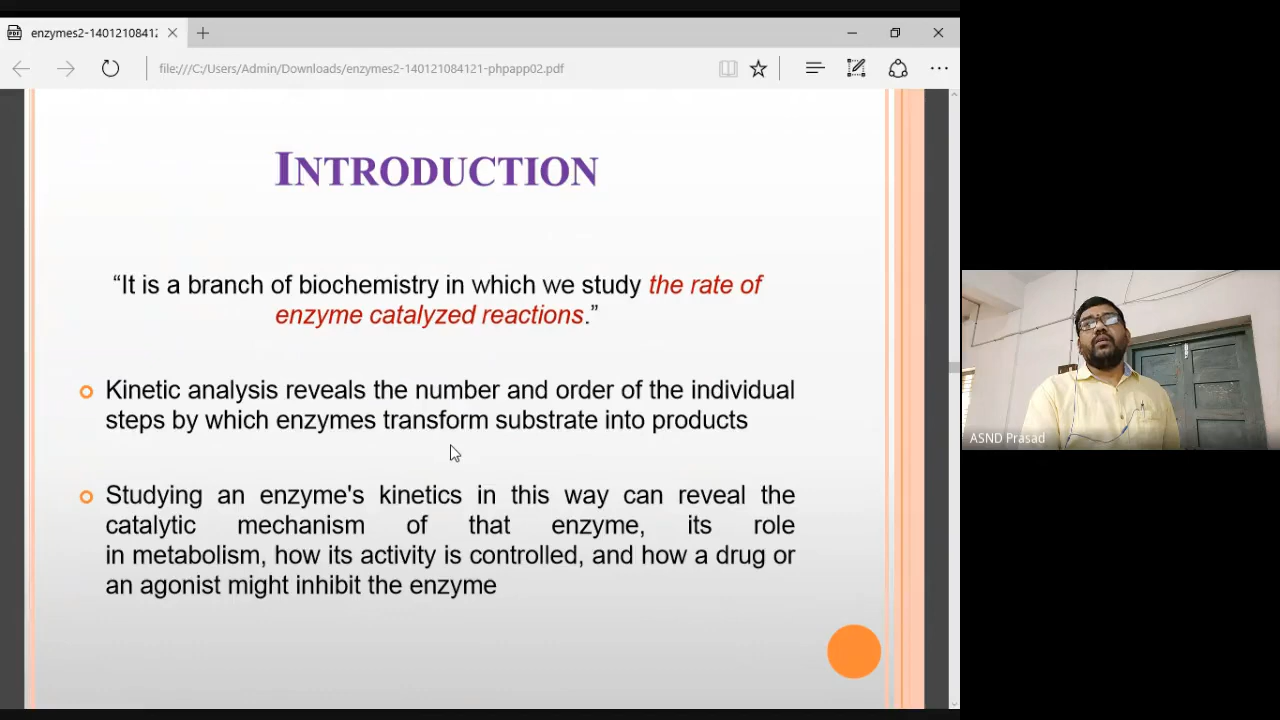 enzymes2-140121084121
file:///C:/Users/Admin/Downloads/enzymes2-140121084121-phpapp02.pdf
INTRODUCTION
“It is a branch of biochemistry in which we study the rate of
enzyme catalyzed reactions.”
Kinetic analysis reveals the number and order of the individual
steps by which enzymes transform substrate into products
Studying an enzyme's kinetics in this way can reveal the
catalytic mechanism of that enzyme, its role
in metabolism, how its activity is controlled, and how a drug or
an agonist might inhibit the enzyme
ASND Prasad